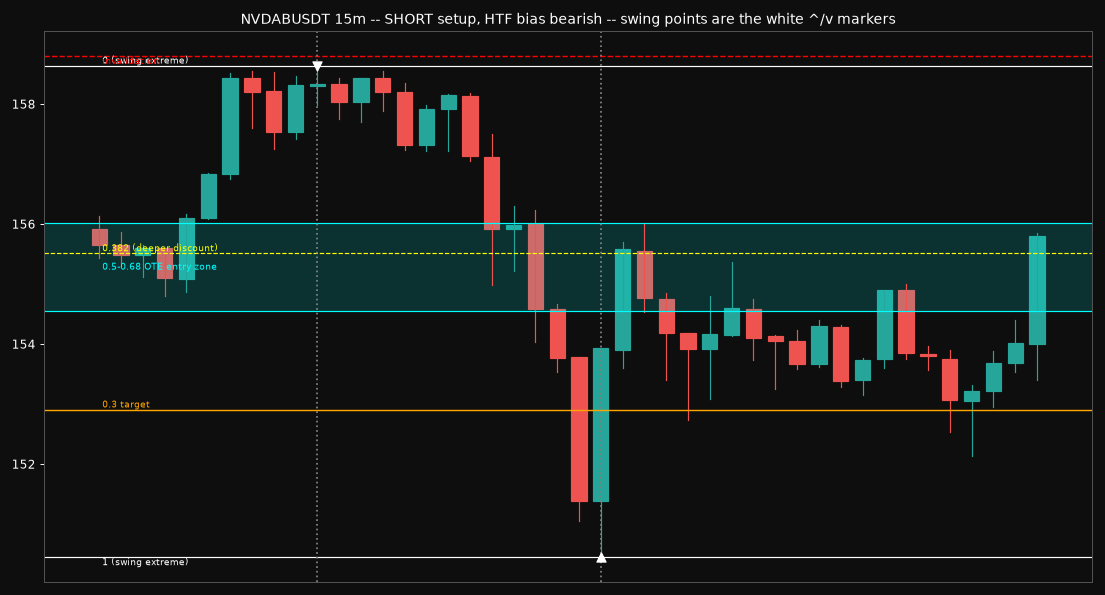 NVDABUSDT 15m -- SHORT setup, HTF bias bearish -- swing points are the white ^/v markers
0 (swing extreme)
158
156
0.382 (deeper discount)
0.5-0.68 OTE entry zone
154
0.3 target
152
1 (swing extreme)